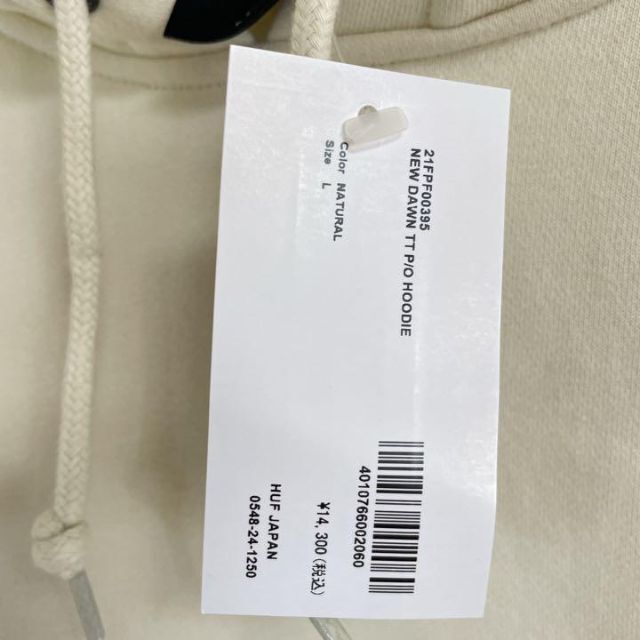 21FPF00395
NEW DAWN TT P/O HOODIE
Color NATURAL
Size L
4010766002060
¥14,300(税込)
HUF JAPAN
0548-24-1250